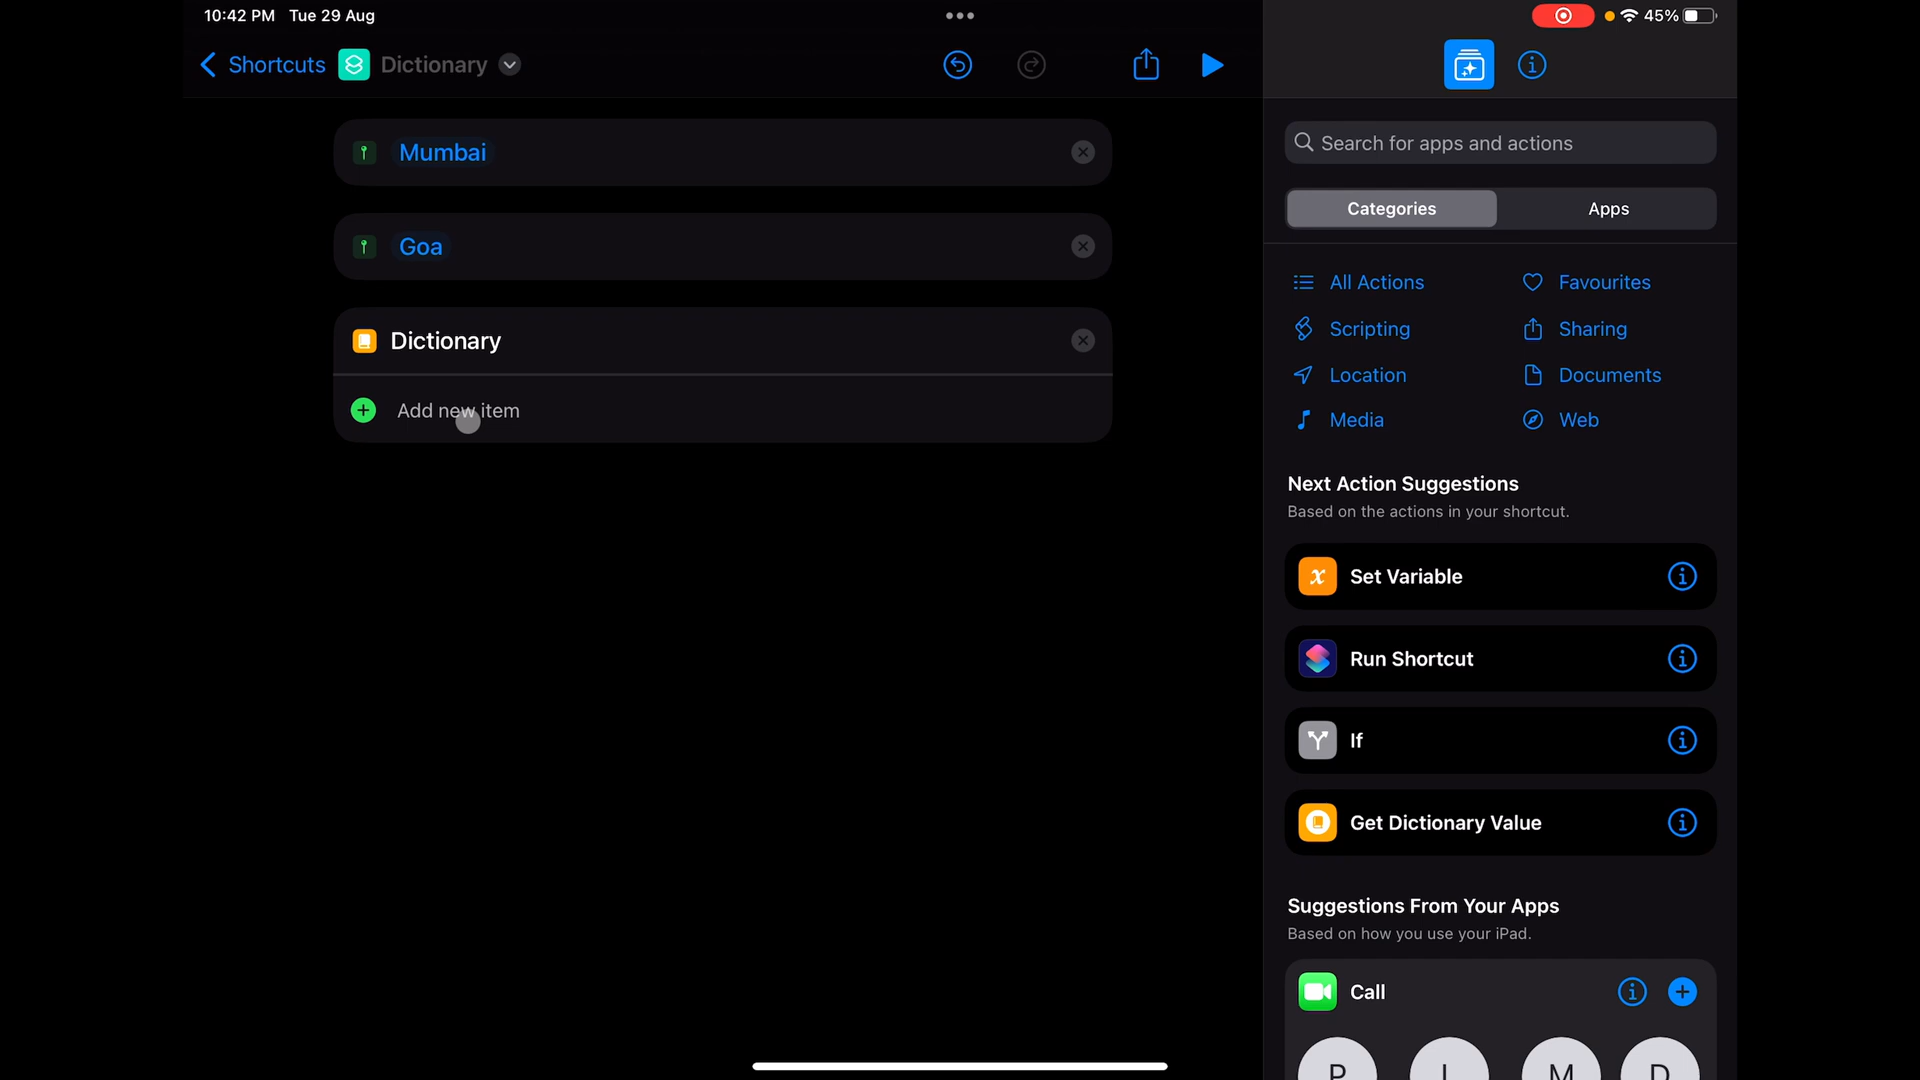 10:42 PM Tue 29 Aug
45%
Shortcuts Dictionary
Search for apps and actions
Mumbai
Categories Apps
Goa
All Actions Favourites
Scripting Sharing
Dictionary
Location Documents
Add new item
Media Web
Next Action Suggestions
Based on the actions in your shortcut.
Set Variable
Run Shortcut
If
Get Dictionary Value
Suggestions From Your Apps
Based on how you use your iPad.
Call
P L M D